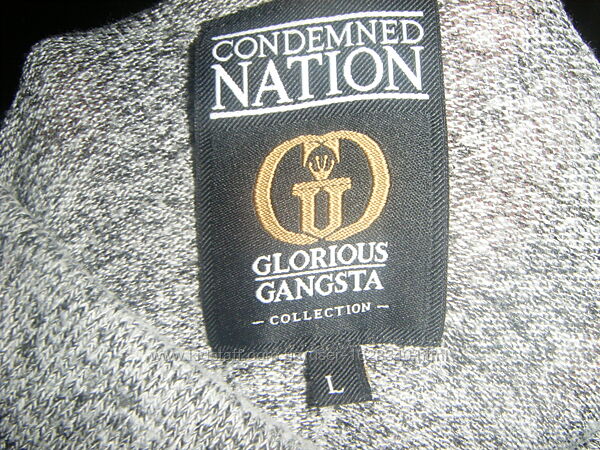 CONDEMNED
NATION
GLORIOUS
GANGSTA
– COLLECTION –
L